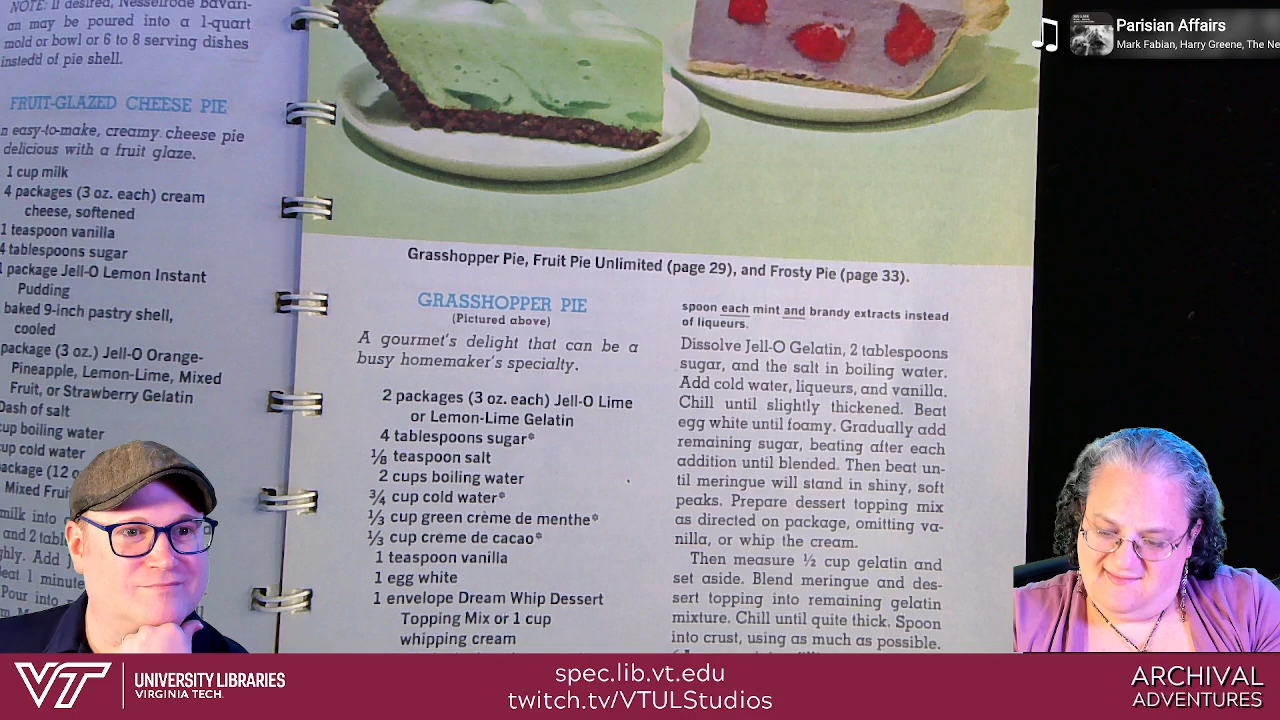 NOTE: If desired, Nesselrode Bavari-
an may be poured into a 1-quart
mold or bowl or 6 to 8 serving dishes
instead of pie shell.
FRUIT-GLAZED CHEESE PIE
n easy-to-make, creamy cheese pie
delicious with a fruit glaze.
1 cup milk
4 packages (3 oz. each) cream
cheese, softened
1 teaspoon vanilla
4 tablespoons sugar
1 package Jell-O Lemon Instant
Pudding
baked 9-inch pastry shell,
cooled
package (3 oz.) Jell-O Orange-
Pineapple, Lemon-Lime, Mixed
Fruit, or Strawberry Gelatin
Dash of salt
cup boiling water
cup cold water
package (12 o
Mixed Frui
milk into
and 2 tabl
ghly. Add
eat 1 minute
Pour into
Grasshopper Pie, Fruit Pie Unlimited (page 29), and Frosty Pie (page 33).
GRASSHOPPER PIE
(Pictured above)
A gourmet's delight that can be a
busy homemaker's specialty.
2 packages (3 oz. each) Jell-O Lime
or Lemon-Lime Gelatin
4 tablespoons sugar*
⅛ teaspoon salt
2 cups boiling water
¾ cup cold water*
⅓ cup green crème de menthe*
⅓ cup creme de cacao*
1 teaspoon vanilla
1 egg white
1 envelope Dream Whip Dessert
Topping Mix or 1 cup
whipping cream
spoon each mint and brandy extracts instead
of liqueurs.
Dissolve Jell-O Gelatin, 2 tablespoons
sugar, and the salt in boiling water.
Add cold water, liqueurs, and vanilla.
Chill until slightly thickened. Beat
egg white until foamy. Gradually add
remaining sugar, beating after each
addition until blended. Then beat un-
til meringue will stand in shiny, soft
peaks. Prepare dessert topping mix
as directed on package, omitting va-
nilla, or whip the cream.
Then measure ½ cup gelatin and
set aside. Blend meringue and des-
sert topping into remaining gelatin
mixture. Chill until quite thick. Spoon
into crust, using as much as possible.
Parisian Affairs
Mark Fabian, Harry Greene, The Ne
VT UNIVERSITY LIBRARIES
VIRGINIA TECH.
spec.lib.vt.edu
twitch.tv/VTULStudios
ARCHIVAL
ADVENTURES